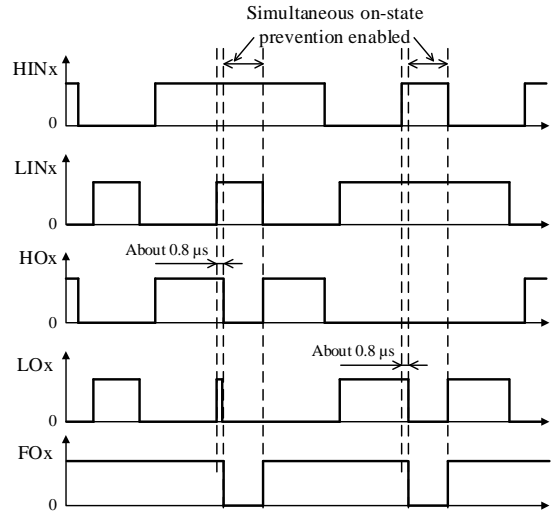 Simultaneous on-state
prevention enabled
HINx
0
LINx
0
About 0.8 µs
HOx
0
About 0.8 µs
LOx
0
FOx
0